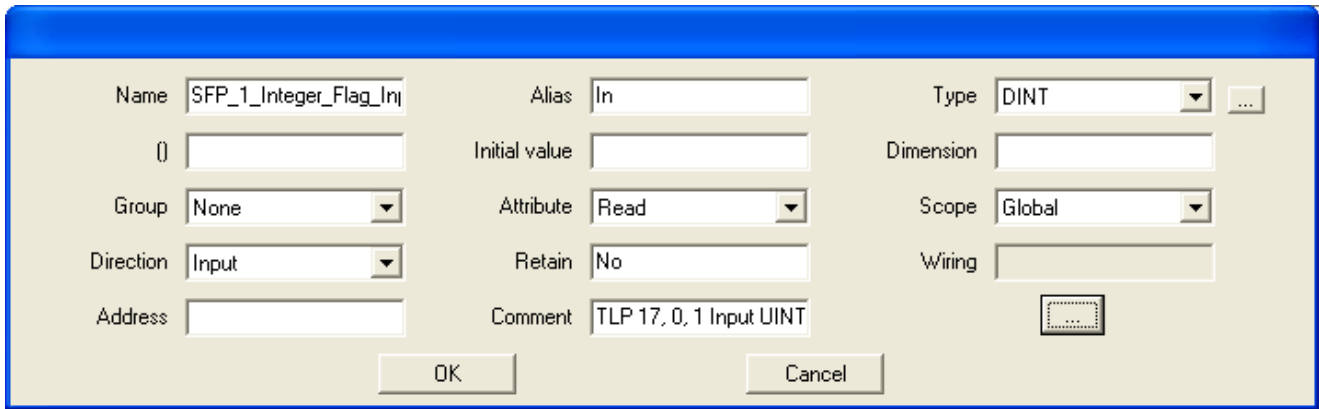 Name SFP_1_Integer_Flag_Inp Alias In Type DINT ...
() Initial value Dimension
Group None Attribute Read Scope Global
Direction Input Retain No Wiring
Address Comment TLP 17, 0, 1 Input UINT ...
OK Cancel